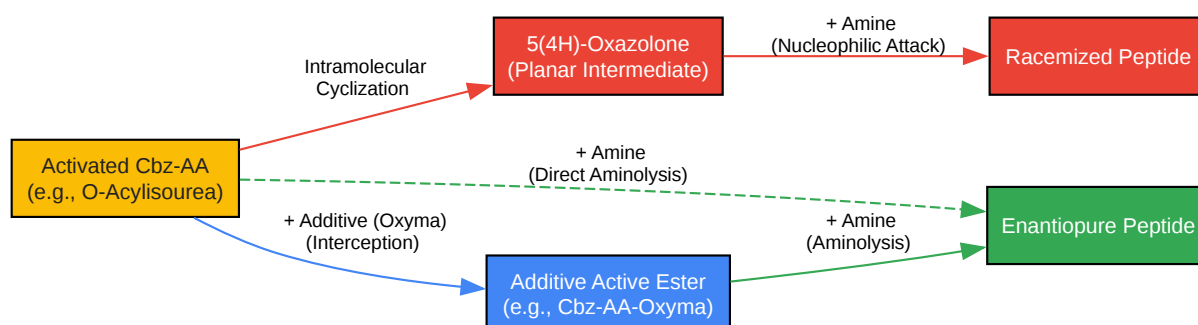 5(4H)-Oxazolone
(Planar Intermediate)
+ Amine
(Nucleophilic Attack)
Racemized Peptide
Intramolecular
Cyclization
Activated Cbz-AA
(e.g., O-Acylisourea)
+ Amine
(Direct Aminolysis)
+ Additive (Oxyma)
(Interception)
+ Amine
(Aminolysis)
Enantiopure Peptide
Additive Active Ester
(e.g., Cbz-AA-Oxyma)